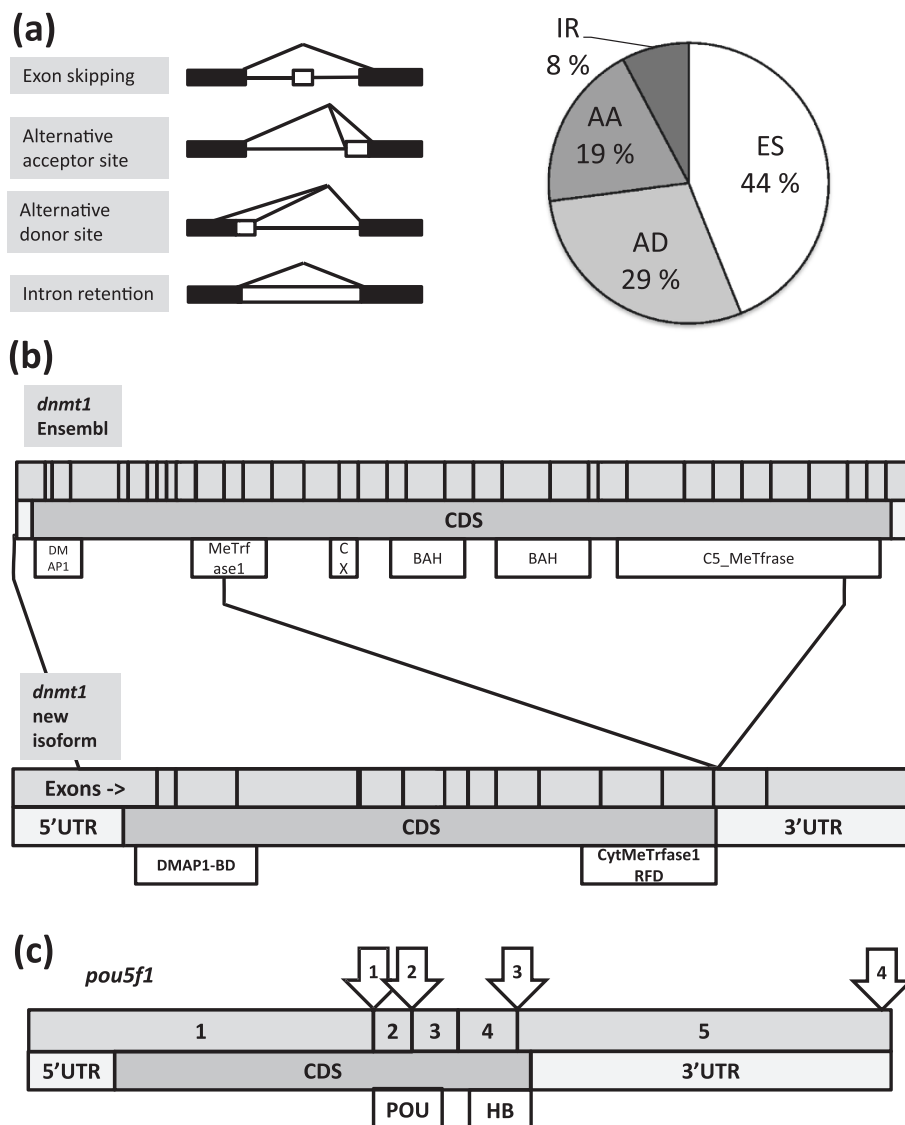 (a)
Exon skipping
Alternative
acceptor site
Alternative
donor site
Intron retention
IR
8 %
AA
19 %
ES
44 %
AD
29 %
(b)
dnmt1
Ensembl
CDS
DM
AP1
MeTrf
ase1
C
X
BAH
BAH
C5_MeTfrase
dnmt1
new
isoform
Exons ->
5’UTR
CDS
3’UTR
DMAP1-BD
CytMeTrfase1
RFD
(c)
pou5f1
1
2
3
4
1
2
3
4
5
5’UTR
CDS
3’UTR
POU
HB